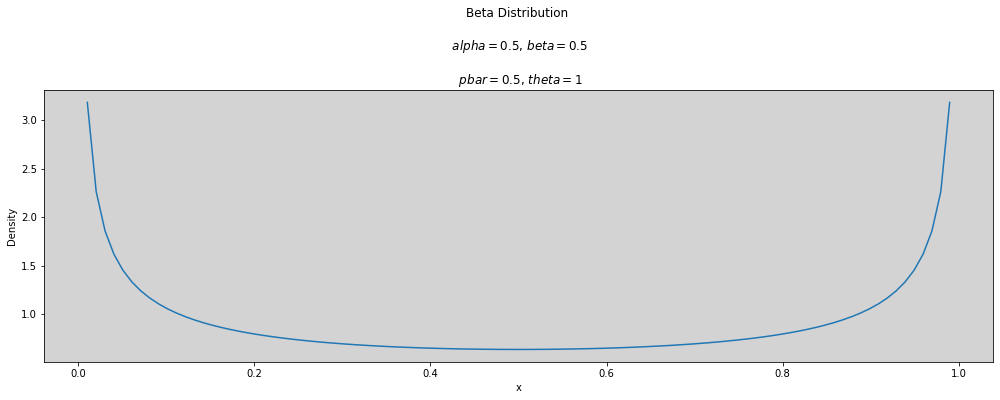 Beta Distribution
alpha = 0.5, beta = 0.5
pbar = 0.5, theta = 1
3.0
2.5
2.0
1.5
1.0
Density
0.0 0.2 0.4 0.6 0.8 1.0
x